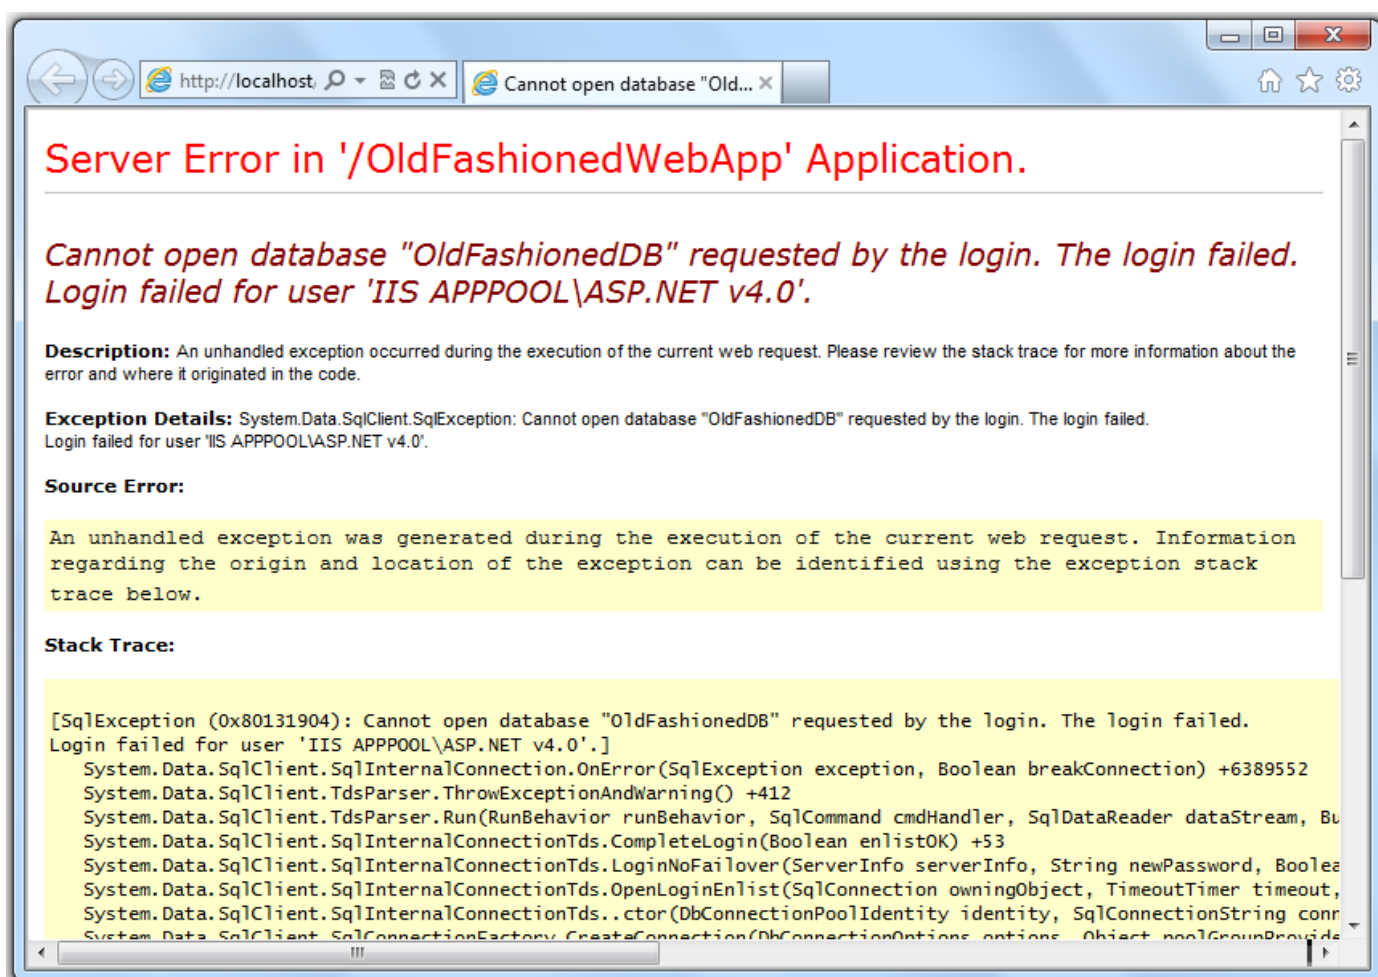 http://localhost,
Cannot open database "Old...
Server Error in '/OldFashionedWebApp' Application.
Cannot open database "OldFashionedDB" requested by the login. The login failed.
Login failed for user 'IIS APPPOOL\ASP.NET v4.0'.
Description: An unhandled exception occurred during the execution of the current web request. Please review the stack trace for more information about the
error and where it originated in the code.
Exception Details: System.Data.SqlClient.SqlException: Cannot open database "OldFashionedDB" requested by the login. The login failed.
Login failed for user 'IIS APPPOOL\ASP.NET v4.0'.
Source Error:
An unhandled exception was generated during the execution of the current web request. Information
regarding the origin and location of the exception can be identified using the exception stack
trace below.
Stack Trace:
[SqlException (0x80131904): Cannot open database "OldFashionedDB" requested by the login. The login failed.
Login failed for user 'IIS APPPOOL\ASP.NET v4.0'.]
System.Data.SqlClient.SqlInternalConnection.OnError(SqlException exception, Boolean breakConnection) +6389552
System.Data.SqlClient.TdsParser.ThrowExceptionAndWarning() +412
System.Data.SqlClient.TdsParser.Run(RunBehavior runBehavior, SqlCommand cmdHandler, SqlDataReader dataStream, Bu
System.Data.SqlClient.SqlInternalConnectionTds.CompleteLogin(Boolean enlistOK) +53
System.Data.SqlClient.SqlInternalConnectionTds.LoginNoFailover(ServerInfo serverInfo, String newPassword, Boolea
System.Data.SqlClient.SqlInternalConnectionTds.OpenLoginEnlist(SqlConnection owningObject, TimeoutTimer timeout,
System.Data.SqlClient.SqlInternalConnectionTds..ctor(DbConnectionPoolIdentity identity, SqlConnectionString conn
System.Data.SqlClient.SqlConnectionFactory.CreateConnection(DbConnectionOptions options, Object poolGroupProvide